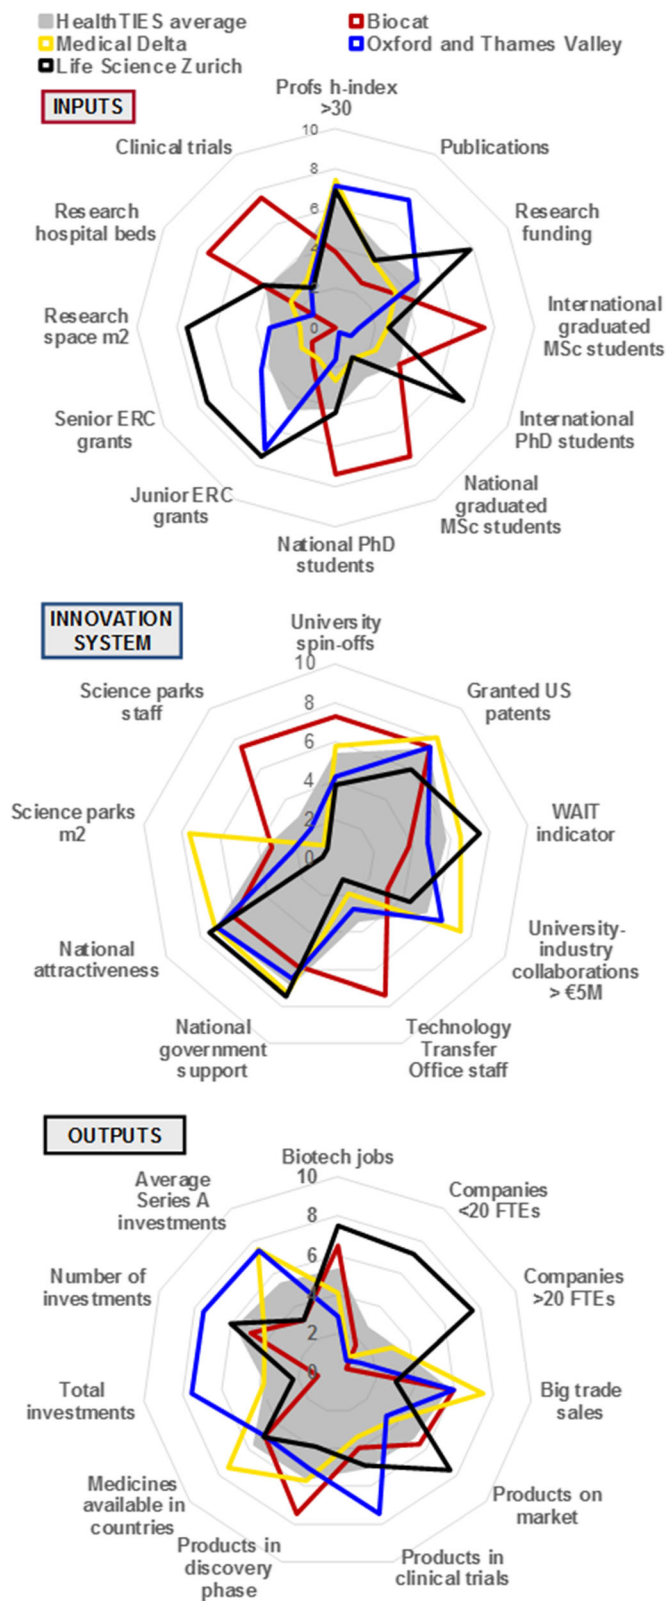 HealthTIES average
Biocat
Medical Delta
Oxford and Thames Valley
Life Science Zurich
INPUTS
Profs h-index
>30
Publications
Research
funding
International
graduated
MSc students
International
PhD students
National
graduated
MSc students
National PhD
students
Junior ERC
grants
Senior ERC
grants
Research
space m2
Research
hospital beds
Clinical trials
10
8
6
4
2
0
INNOVATION
SYSTEM
University
spin-offs
Granted US
patents
WAIT
indicator
University-
industry
collaborations
> €5M
Technology
Transfer
Office staff
National
government
support
National
attractiveness
Science parks
m2
Science parks
staff
10
8
6
4
2
0
OUTPUTS
Biotech jobs
Companies
<20 FTEs
Companies
>20 FTEs
Big trade
sales
Products on
market
Products in
clinical trials
Products in
discovery
phase
Medicines
available in
countries
Total
investments
Number of
investments
Average
Series A
investments
10
8
6
4
2
0